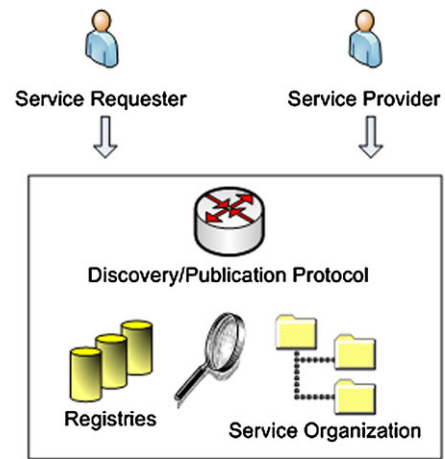 Service Requester
Service Provider
Discovery/Publication Protocol
Registries
Service Organization